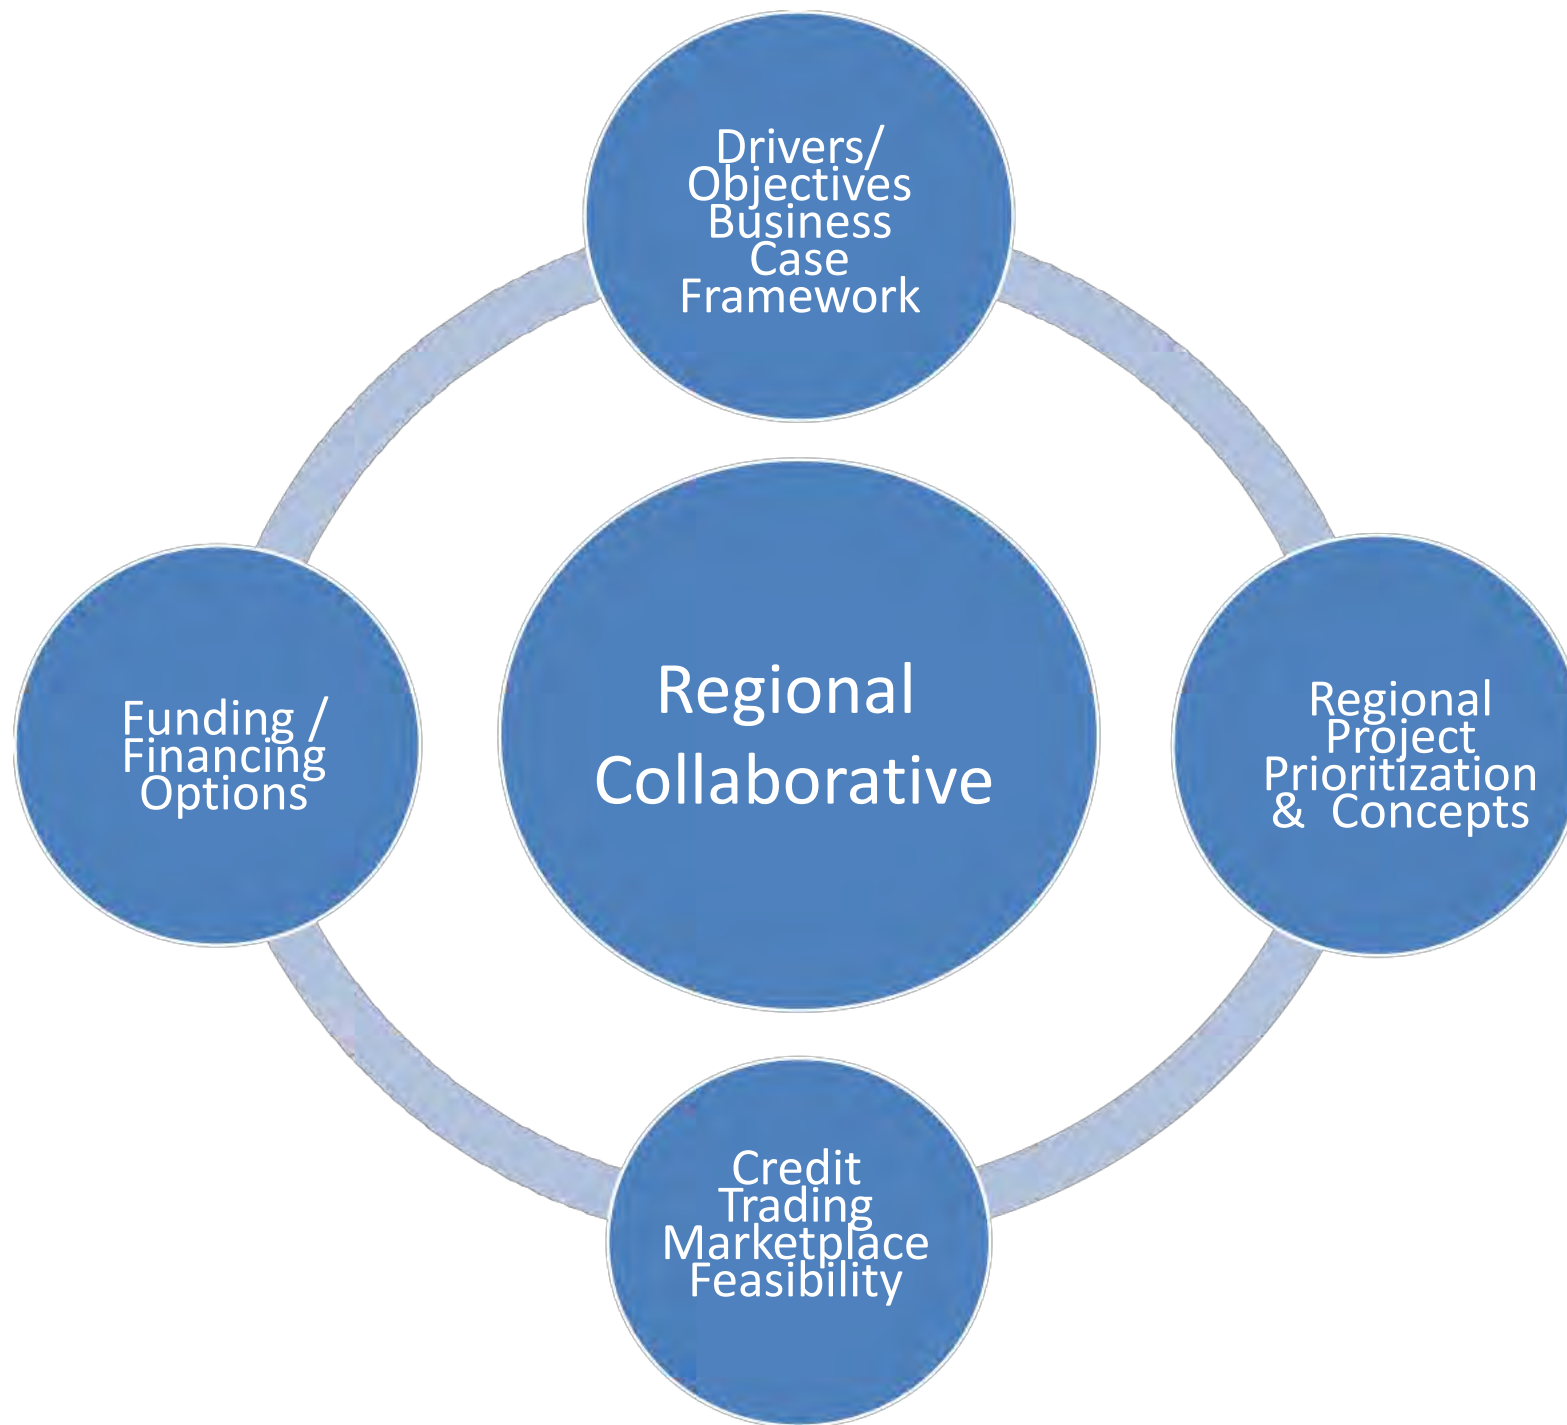 Drivers/
Objectives
Business
Case
Framework
Funding /
Financing
Options
Regional
Collaborative
Regional
Project
Prioritization
& Concepts
Credit
Trading
Marketplace
Feasibility